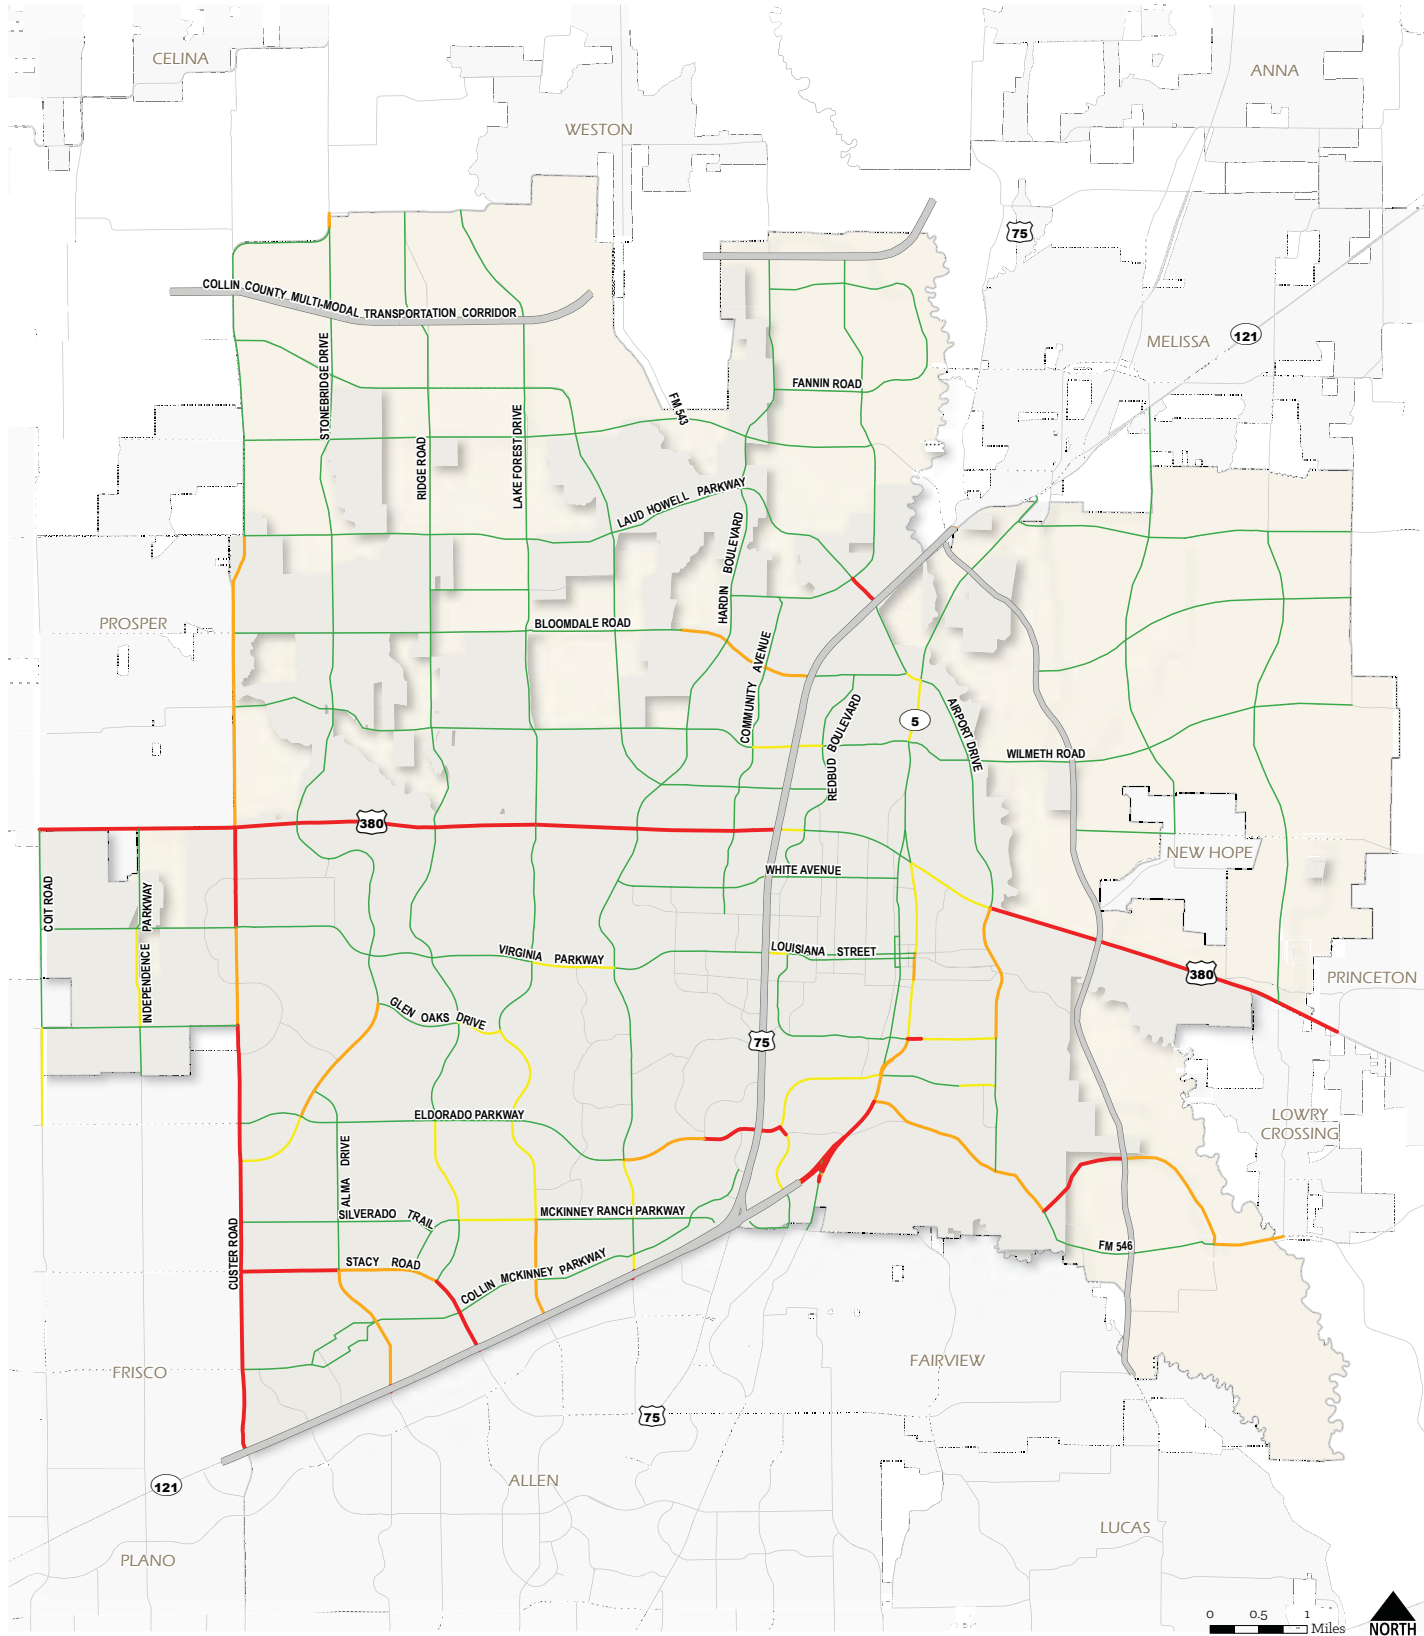 CELINA
ANNA
WESTON
75
COLLIN COUNTY MULTI-MODAL TRANSPORTATION CORRIDOR
121
MELISSA
STONEBRIDGE DRIVE
FANNIN ROAD
FM 543
LAKE FOREST DRIVE
RIDGE ROAD
LAUD HOWELL PARKWAY
HARDIN BOULEVARD
PROSPER
BLOOMDALE ROAD
COMMUNITY AVENUE
REDBUD BOULEVARD
5
AIRPORT DRIVE
WILMETH ROAD
380
NEW HOPE
WHITE AVENUE
COIT ROAD
INDEPENDENCE PARKWAY
VIRGINIA PARKWAY
LOUISIANA STREET
380
PRINCETON
GLEN OAKS DRIVE
75
ELDORADO PARKWAY
LOWRY
CROSSING
ALMA DRIVE
SILVERADO TRAIL
MCKINNEY RANCH PARKWAY
CUSTER ROAD
STACY ROAD
COLLIN MCKINNEY PARKWAY
FM 546
FRISCO
FAIRVIEW
75
121
ALLEN
LUCAS
PLANO
0 0.5 1
Miles
NORTH